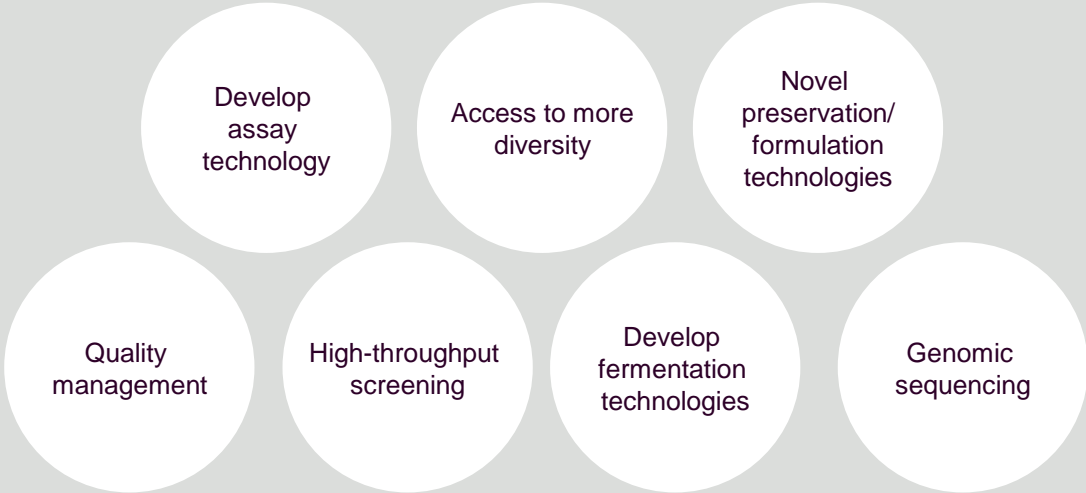 Develop
assay
technology
Access to more
diversity
Novel
preservation/
formulation
technologies
Quality
management
High-throughput
screening
Develop
fermentation
technologies
Genomic
sequencing